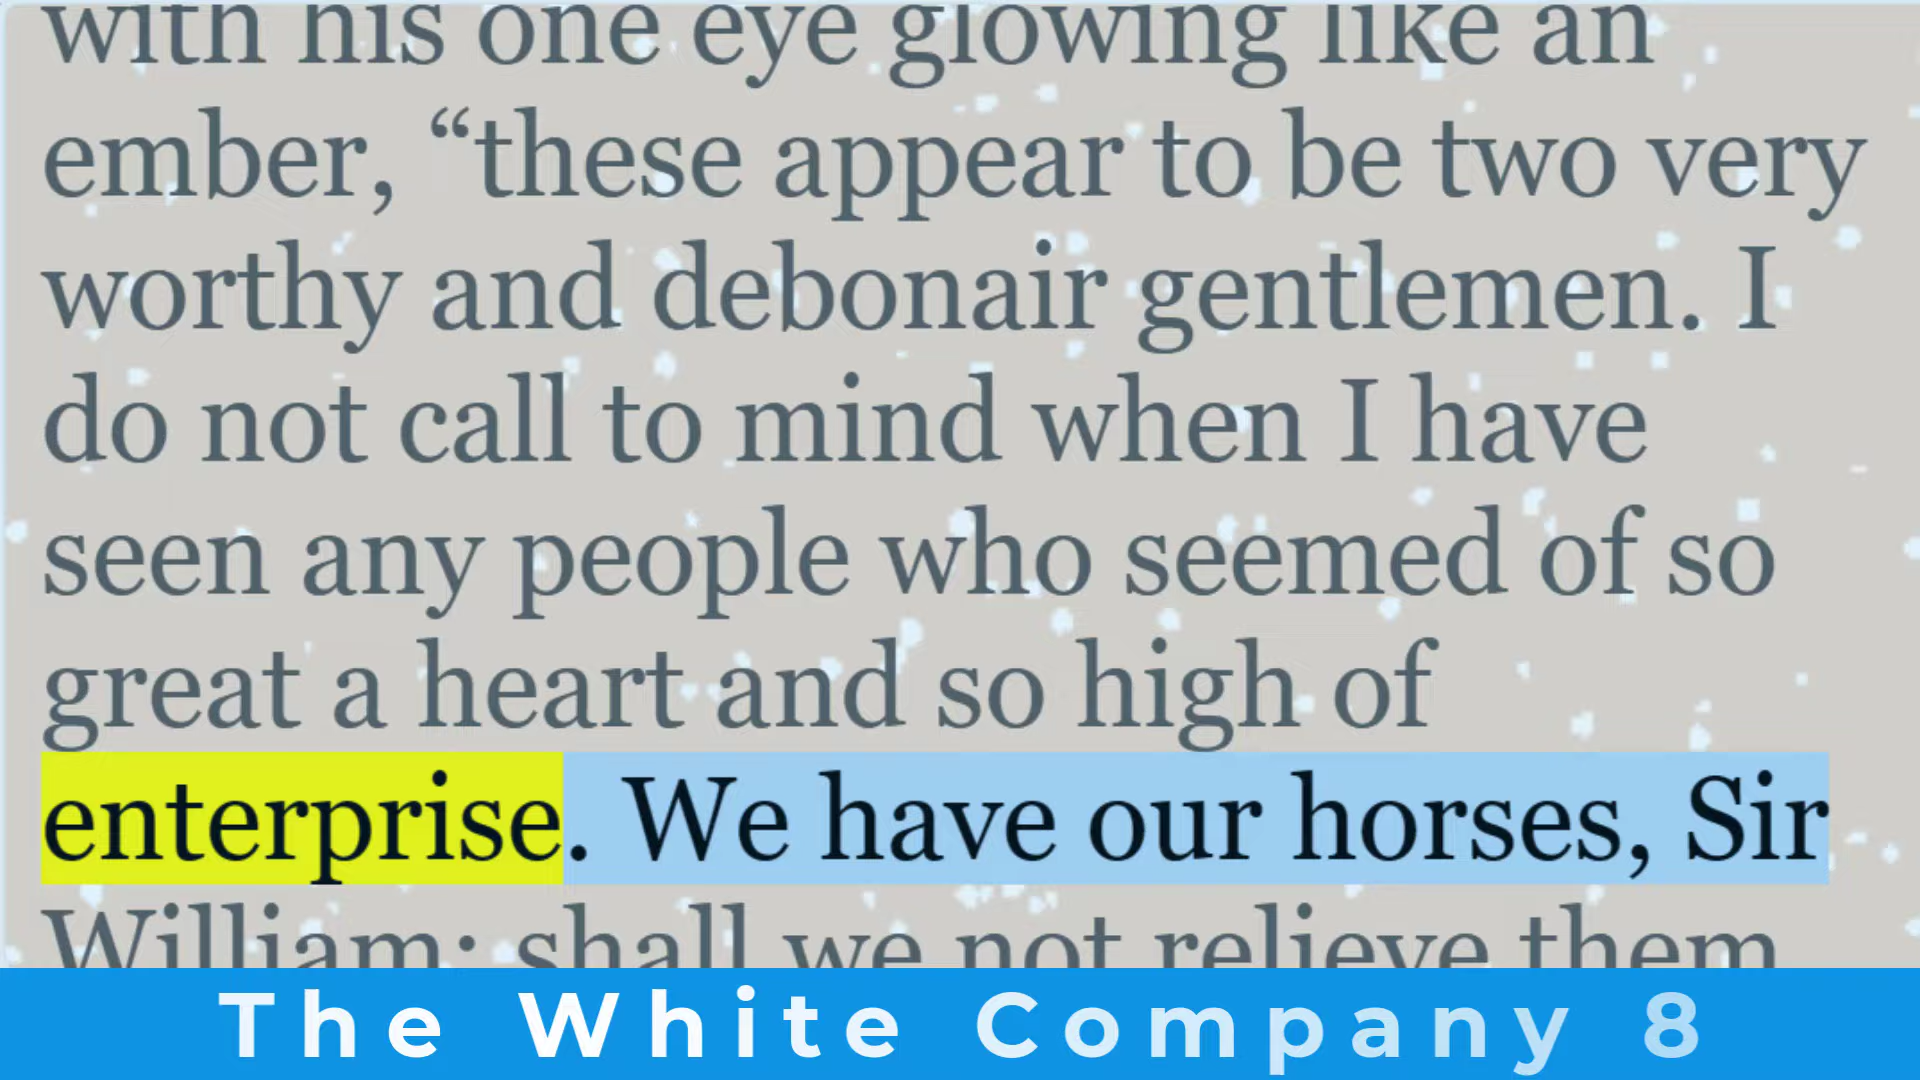 with his one eye glowing like an
ember, “these appear to be two very
worthy and debonair gentlemen. I
do not call to mind when I have
seen any people who seemed of so
great a heart and so high of
enterprise. We have our horses, Sir
William: shall we not relieve them
The White Company 8